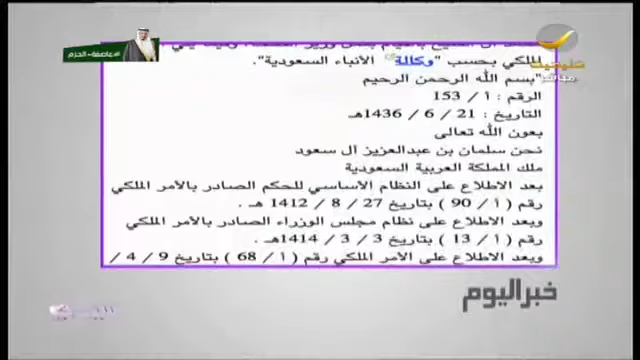 #عاصفة_الحزم
خليجية
مباشر
الملكي بحسب "وكالة الأنباء السعودية".
"بسم الله الرحمن الرحيم
الرقم : أ / 153
التاريخ : 21 / 6 / 1436هـ
بعون الله تعالى
نحن سلمان بن عبدالعزيز آل سعود
ملك المملكة العربية السعودية
بعد الاطلاع على النظام الأساسي للحكم الصادر بالأمر الملكي
رقم ( أ / 90 ) بتاريخ 27 / 8 / 1412 هـ .
وبعد الاطلاع على نظام مجلس الوزراء الصادر بالأمر الملكي
رقم ( أ / 13 ) بتاريخ 3 / 3 / 1414هـ .
وبعد الاطلاع على الأمر الملكي رقم ( أ / 68 ) بتاريخ 9 / 4 /
خبر اليوم